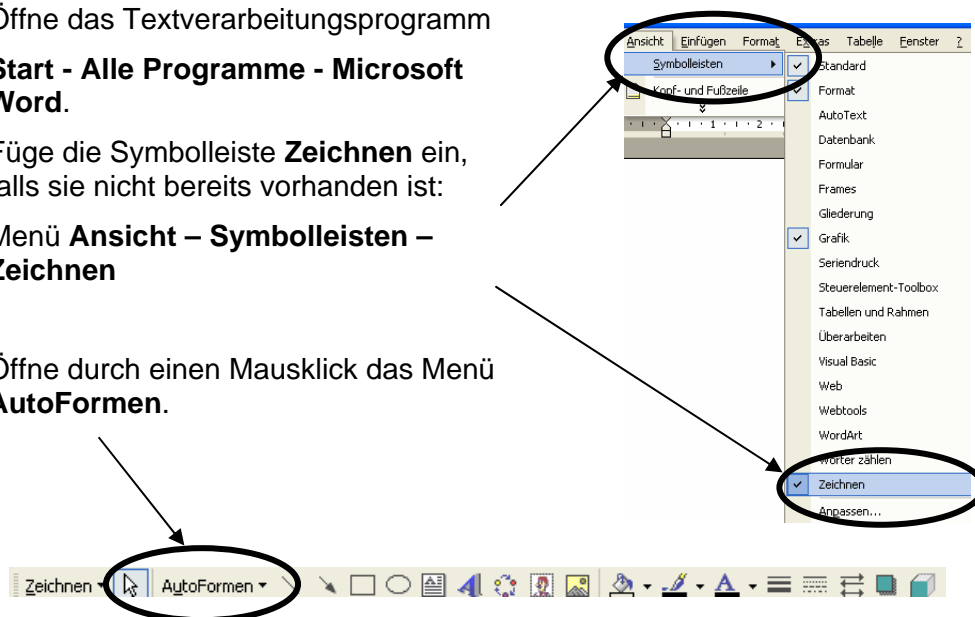 Öffne das Textverarbeitungsprogramm
Start - Alle Programme - Microsoft
Word.
Füge die Symbolleiste Zeichnen ein,
falls sie nicht bereits vorhanden ist:
Menü Ansicht – Symbolleisten –
Zeichnen
Öffne durch einen Mausklick das Menü
AutoFormen.
Ansicht Einfügen Format Extras Tabelle Fenster ?
Symbolleisten
Kopf- und Fußzeile
1 2
Standard
Format
AutoText
Datenbank
Formular
Frames
Gliederung
Grafik
Seriendruck
Steuerelement-Toolbox
Tabellen und Rahmen
Überarbeiten
Visual Basic
Web
Webtools
WordArt
Wörter zählen
Zeichnen
Anpassen...
Zeichnen AutoFormen